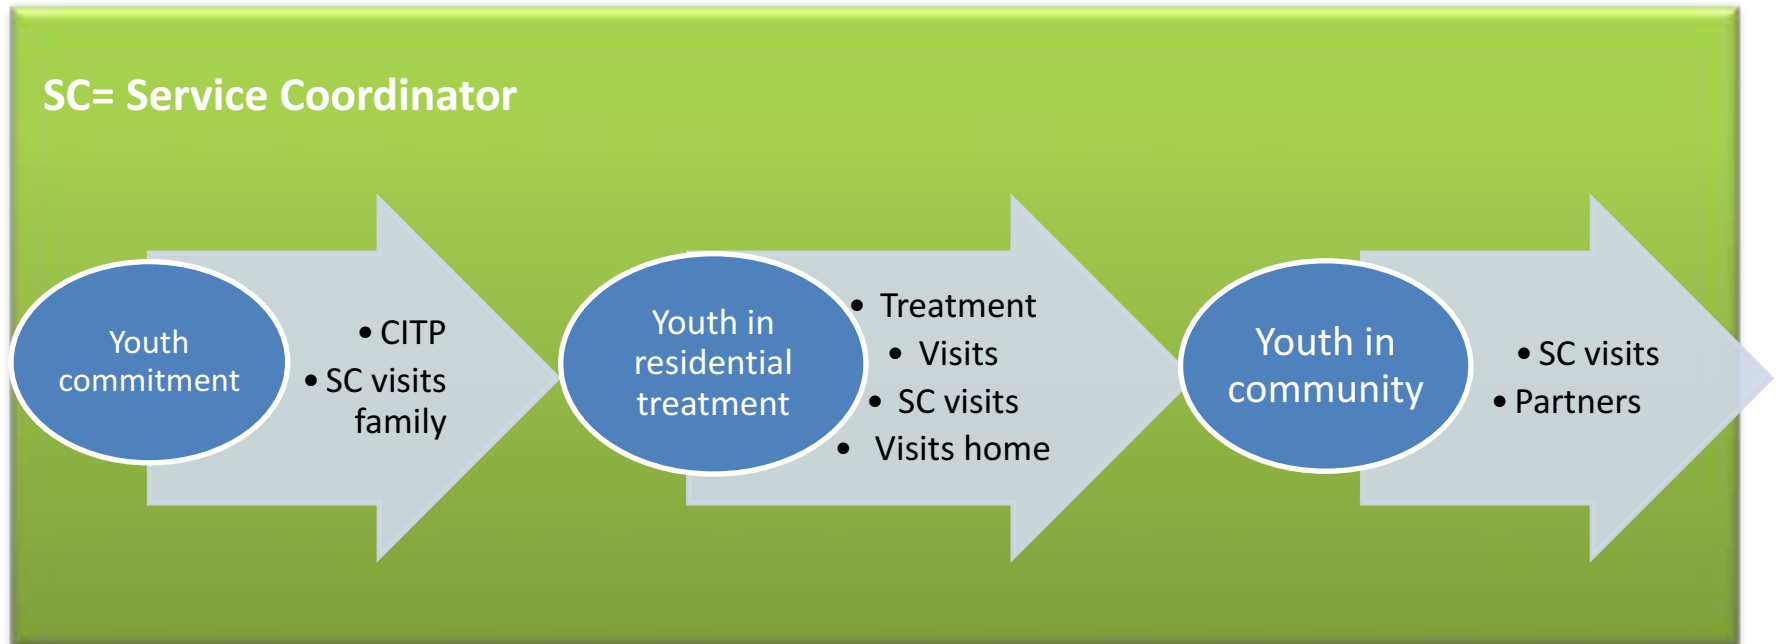 SC= Service Coordinator
Youth
commitment
• CITP
• SC visits
family
Youth in
residential
treatment
• Treatment
• Visits
• SC visits
• Visits home
Youth in
community
• SC visits
• Partners